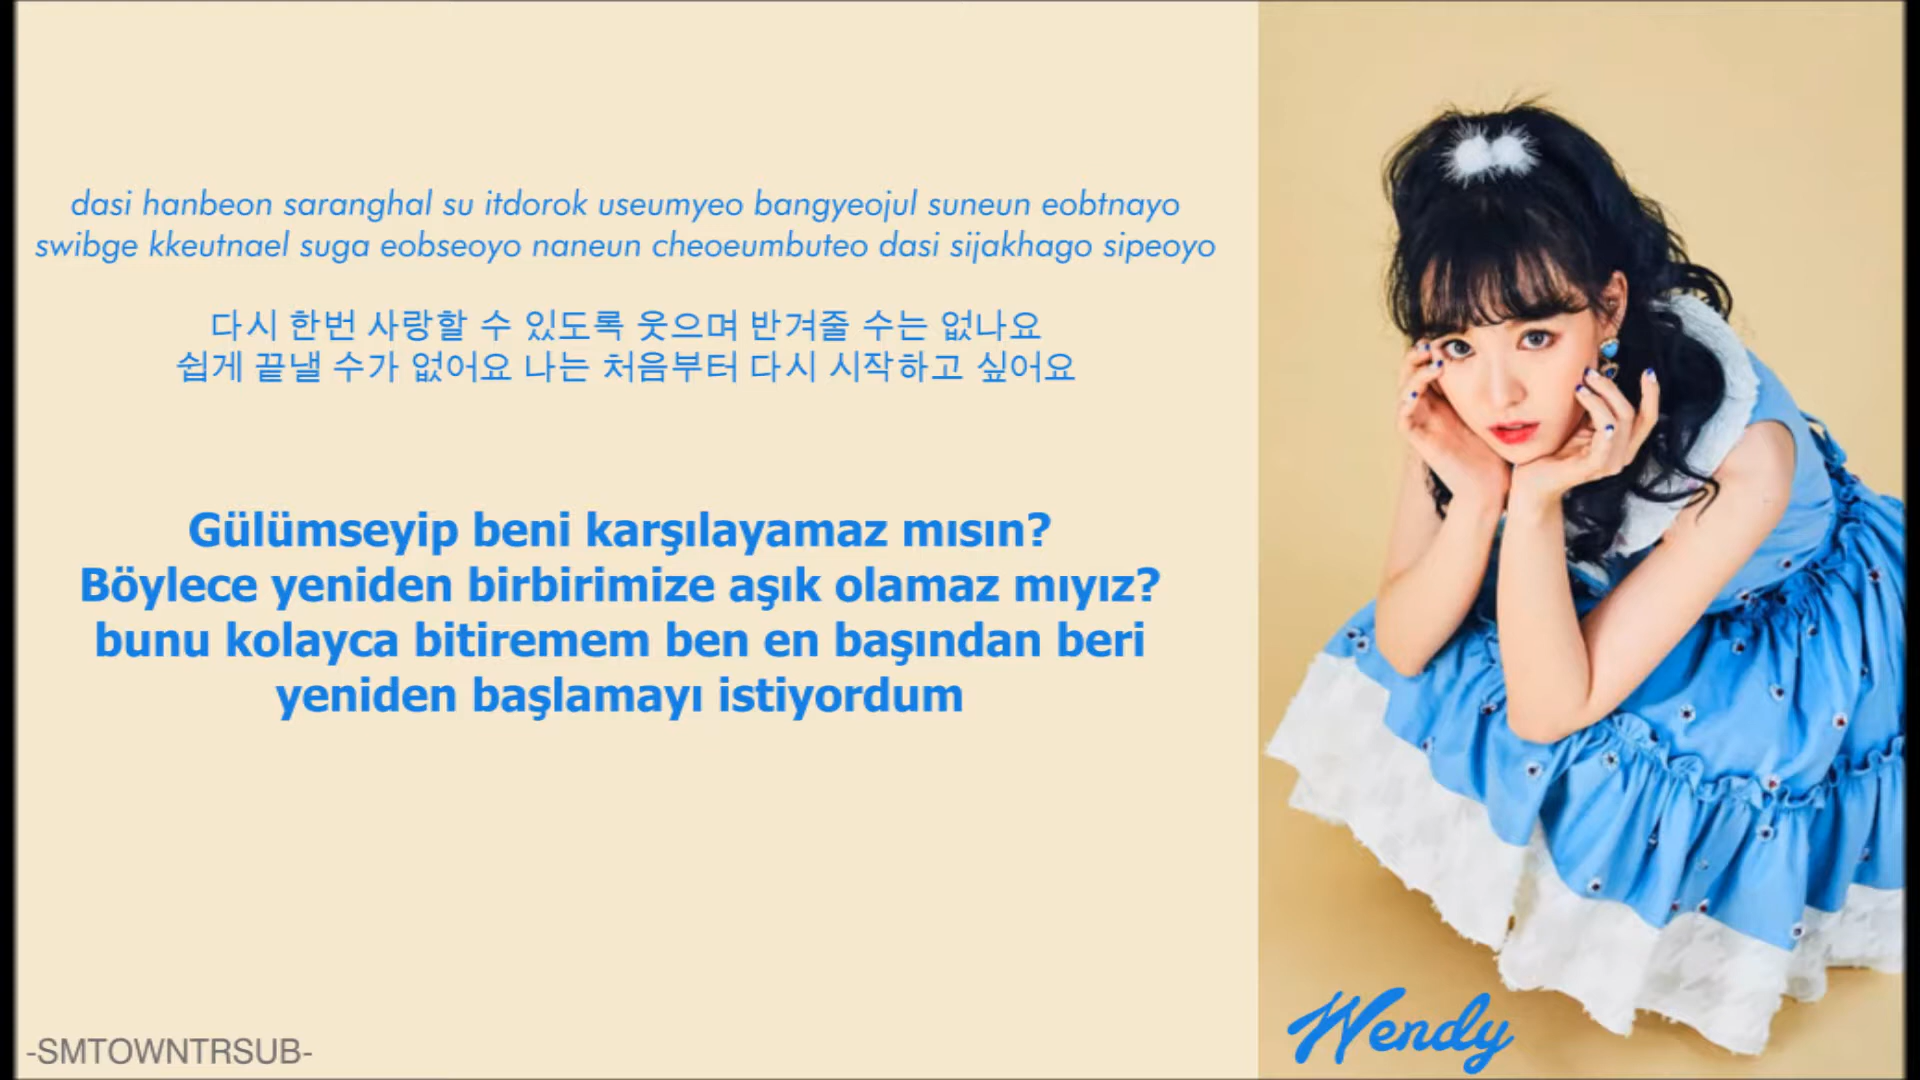 dasi hanbeon saranghal su itdorok useumyeo bangyeojul suneun eobtnayo
swibge kkeutnael suga eobseoyo naneun cheoeumbuteo dasi sijakhago sipeoyo
다시 한번 사랑할 수 있도록 웃으며 반겨줄 수는 없나요
쉽게 끝낼 수가 없어요 나는 처음부터 다시 시작하고 싶어요
Gülümseyip beni karşılayamaz mısın?
Böylece yeniden birbirimize aşık olamaz mıyız?
bunu kolayca bitiremem ben en başından beri
yeniden başlamayı istiyordum
-SMTOWNTRSUB-
Wendy